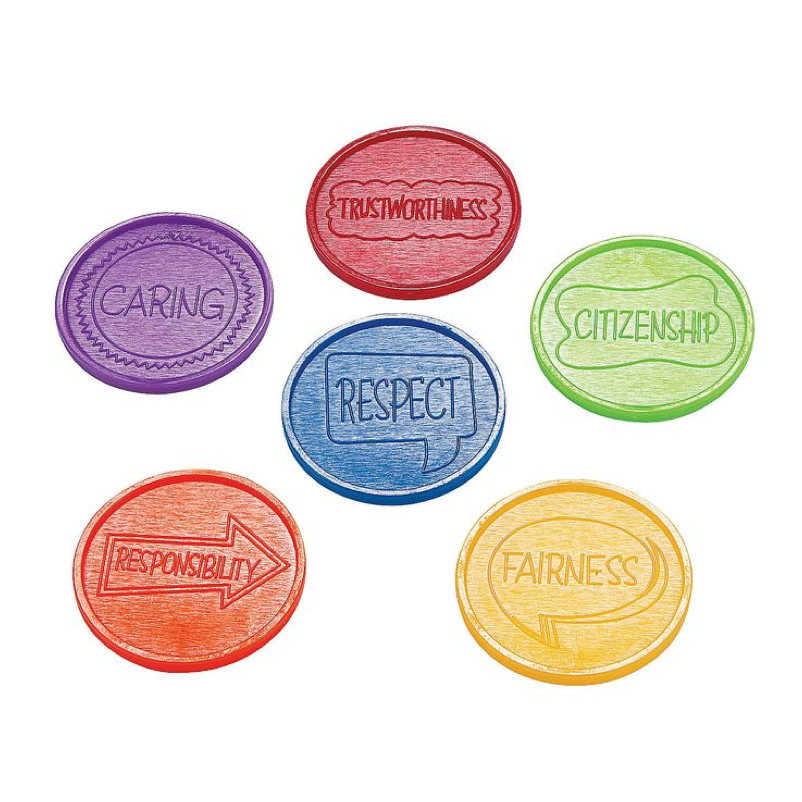 TRUSTWORTHINESS
CARING
CITIZENSHIP
RESPECT
RESPONSIBILITY
FAIRNESS